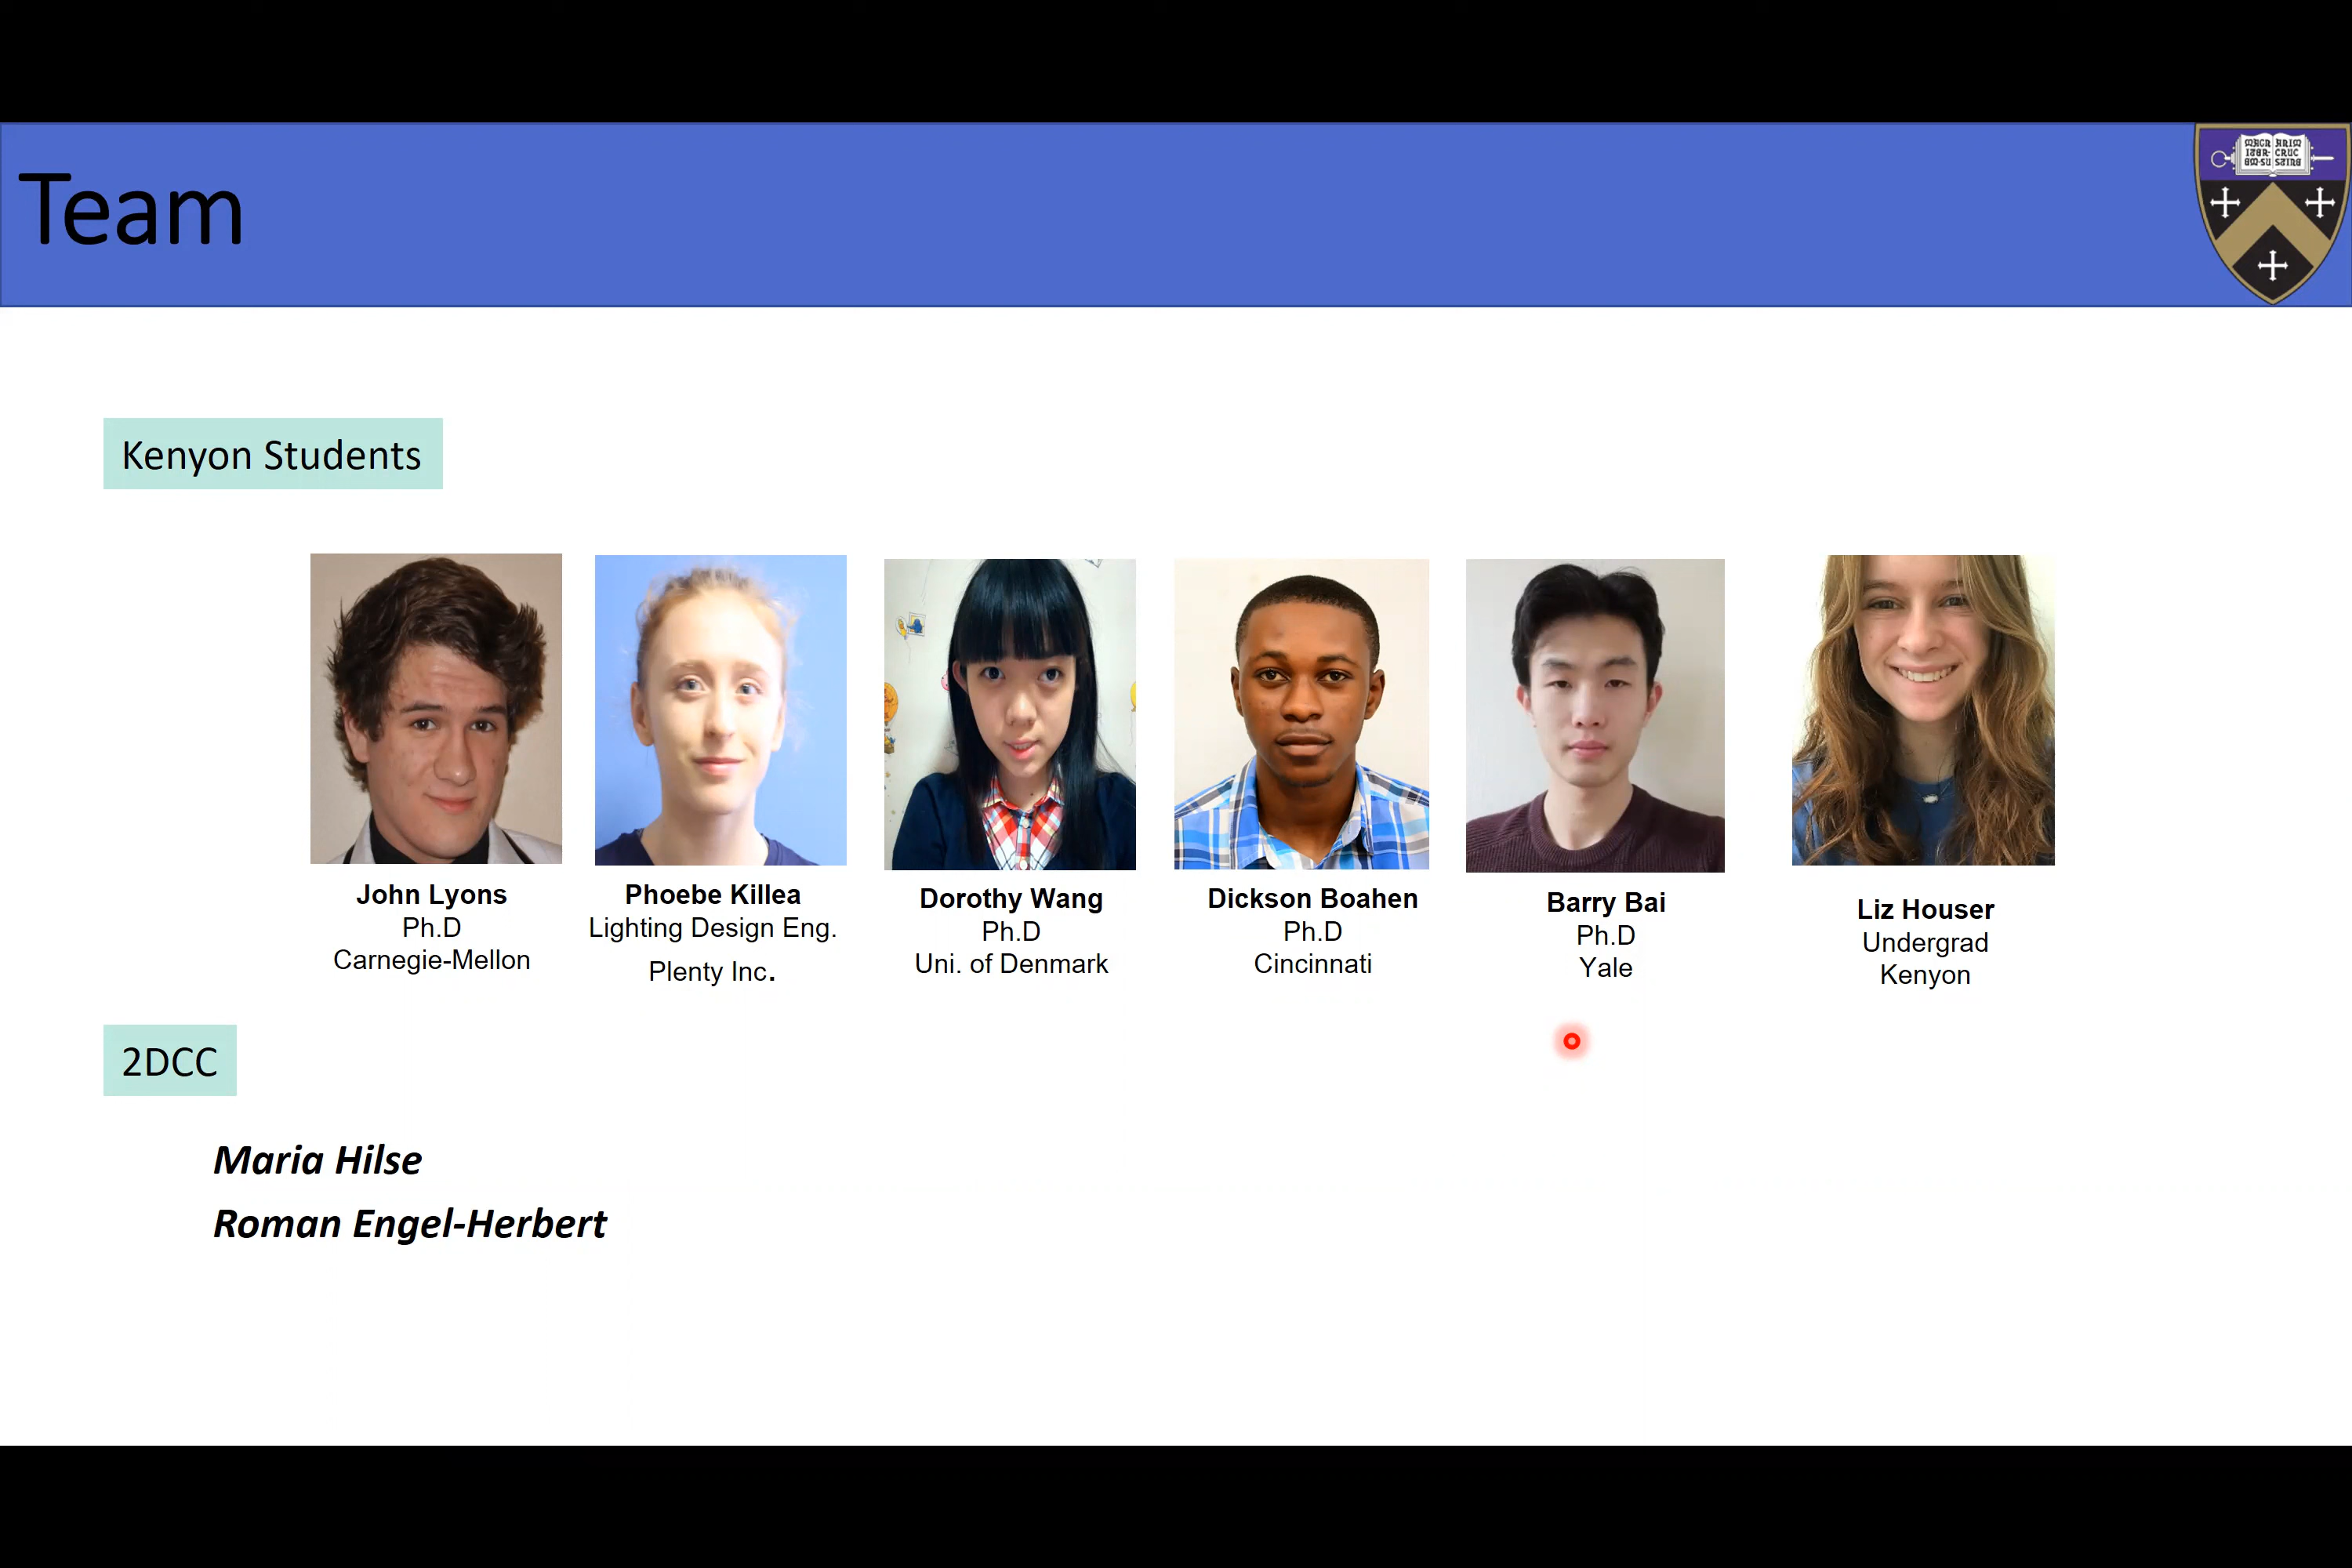 Team
Kenyon Students
John Lyons
Ph.D
Carnegie-Mellon
Phoebe Killea
Lighting Design Eng.
Plenty Inc.
Dorothy Wang
Ph.D
Uni. of Denmark
Dickson Boahen
Ph.D
Cincinnati
Barry Bai
Ph.D
Yale
Liz Houser
Undergrad
Kenyon
2DCC
Maria Hilse
Roman Engel-Herbert